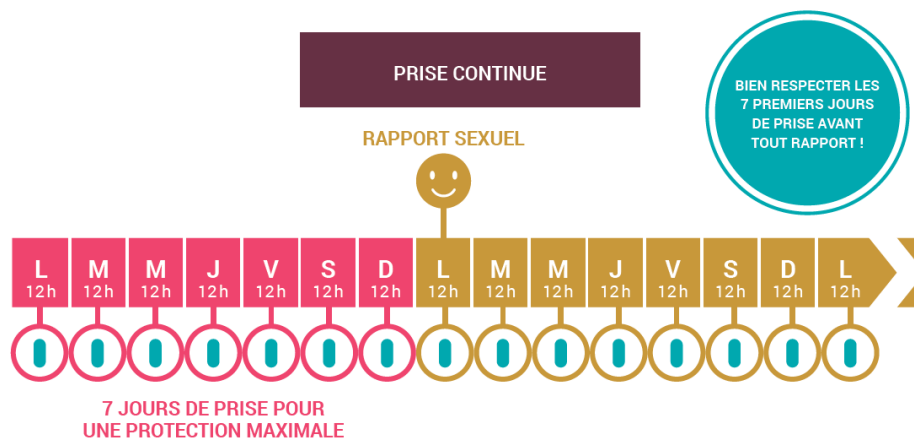 PRISE CONTINUE
BIEN RESPECTER LES
7 PREMIERS JOURS
DE PRISE AVANT
TOUT RAPPORT !
RAPPORT SEXUEL
L M M J V S D L M M J V S D L
12h 12h 12h 12h 12h 12h 12h 12h 12h 12h 12h 12h 12h 12h 12h
7 JOURS DE PRISE POUR
UNE PROTECTION MAXIMALE